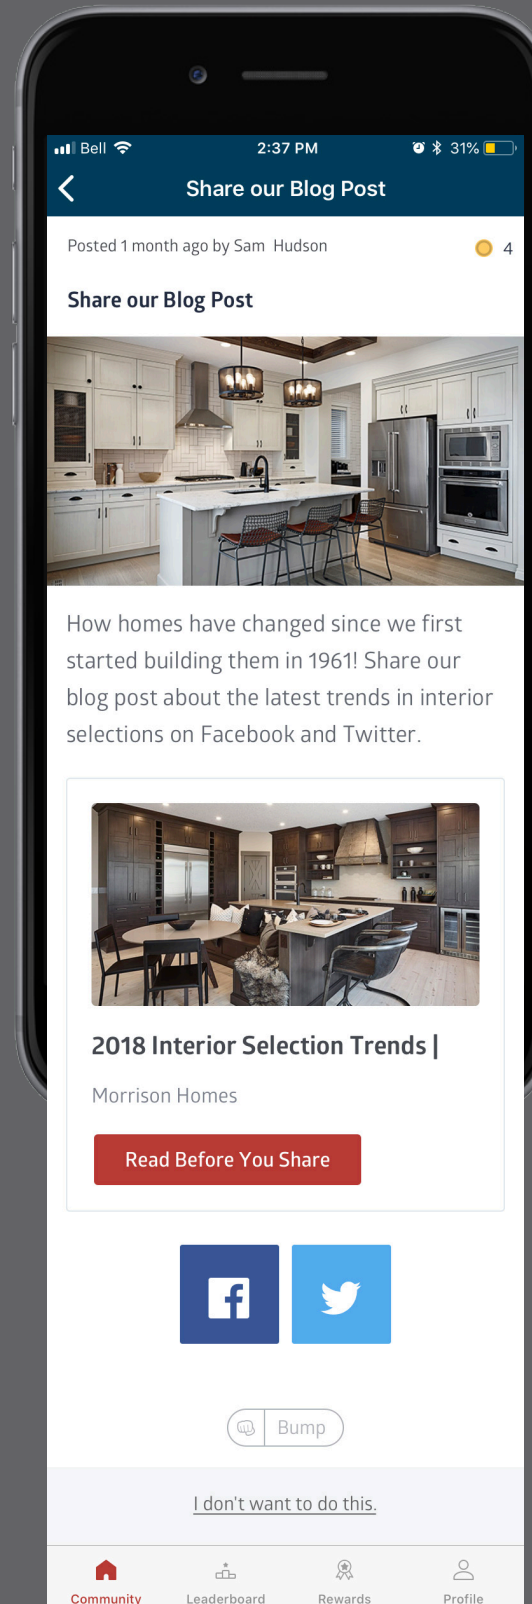 Bell 2:37 PM 31%
Share our Blog Post
Posted 1 month ago by Sam Hudson 4
Share our Blog Post
How homes have changed since we first
started building them in 1961! Share our
blog post about the latest trends in interior
selections on Facebook and Twitter.
2018 Interior Selection Trends |
Morrison Homes
Read Before You Share
Bump
I don't want to do this.
Community Leaderboard Rewards Profile